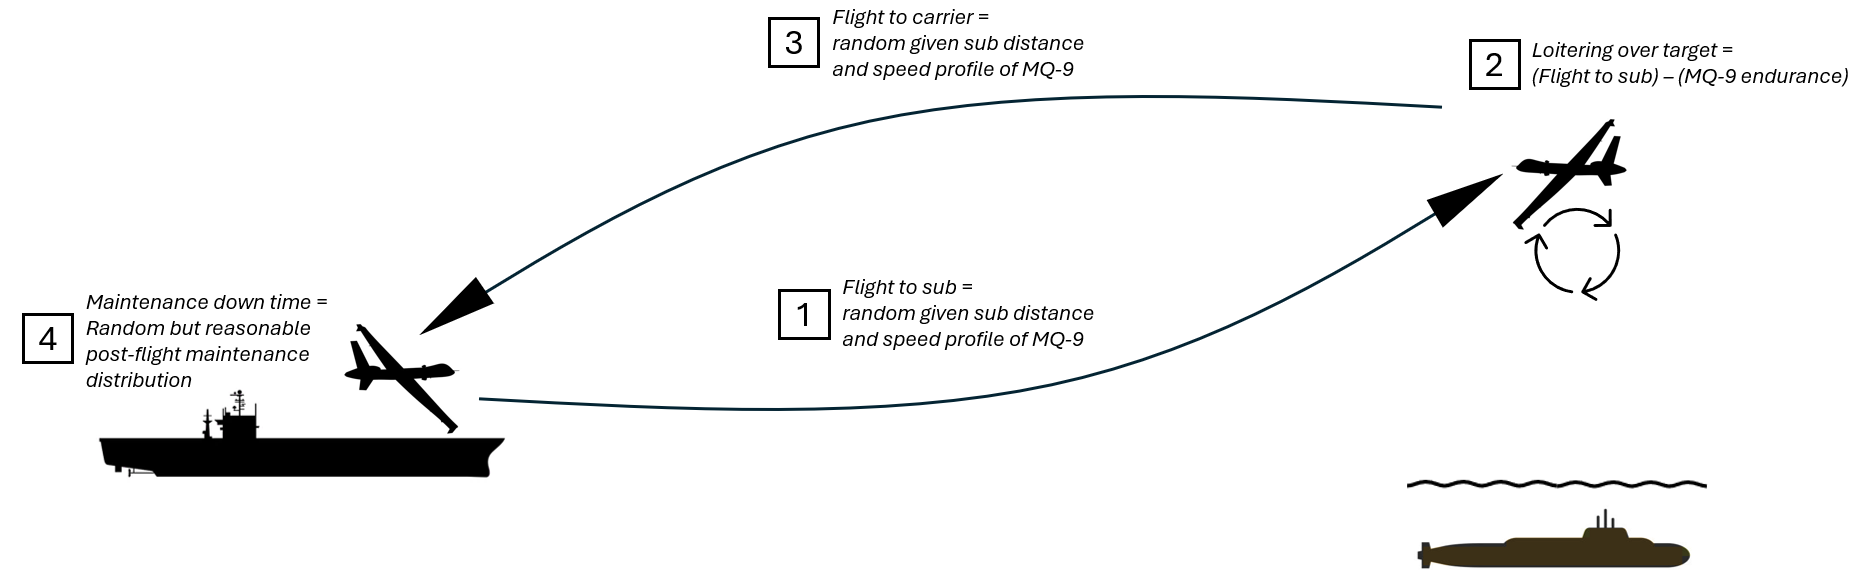 3
Flight to carrier =
random given sub distance
and speed profile of MQ-9
2
Loitering over target =
(Flight to sub) – (MQ-9 endurance)
1
Flight to sub =
random given sub distance
and speed profile of MQ-9
4
Maintenance down time =
Random but reasonable
post-flight maintenance
distribution